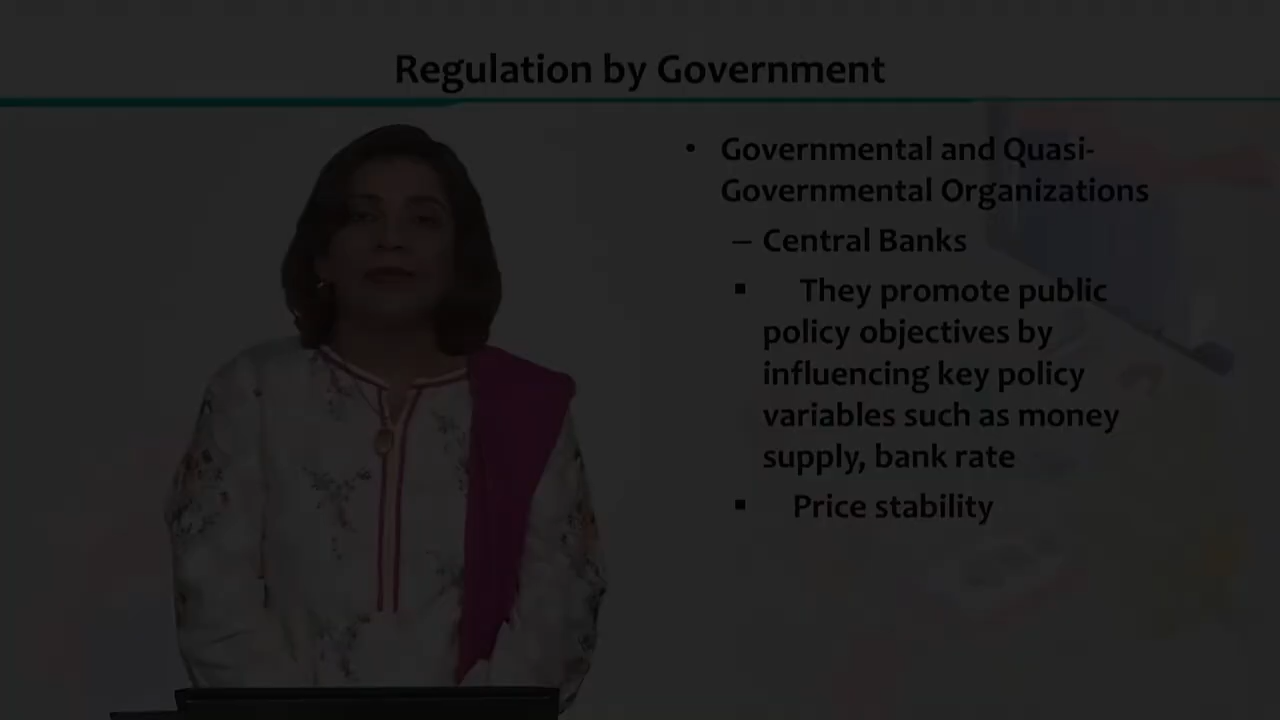 Regulation by Government
• Governmental and Quasi-
Governmental Organizations
– Central Banks
▪ They promote public
policy objectives by
influencing key policy
variables such as money
supply, bank rate
▪ Price stability